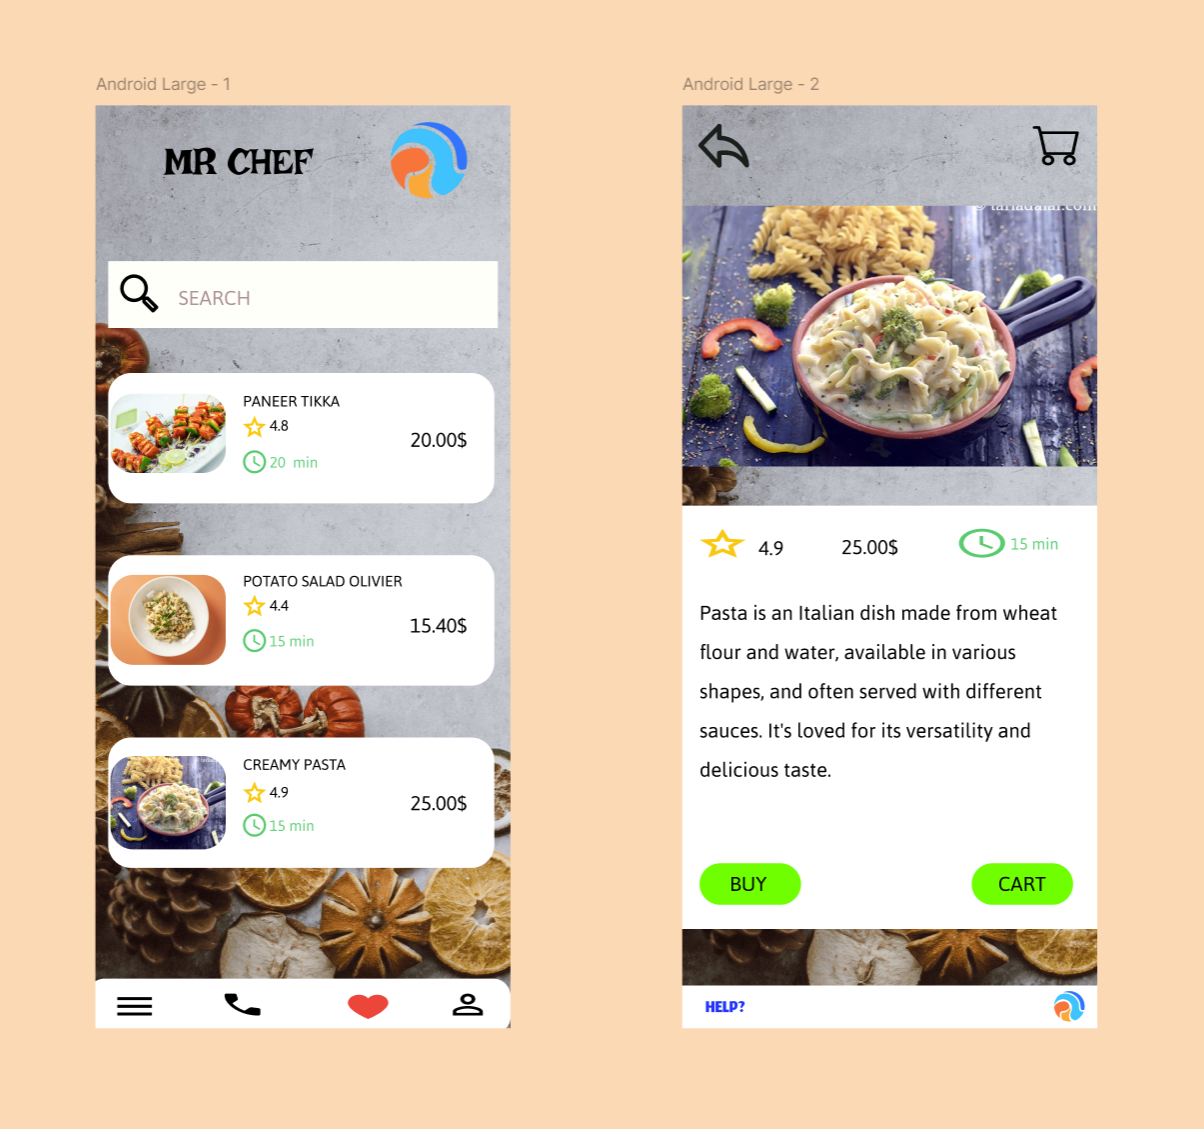 Android Large - 1
MR CHEF
SEARCH
PANEER TIKKA
4.8
20.00$
20 min
POTATO SALAD OLIVIER
4.4
15.40$
15 min
CREAMY PASTA
4.9
25.00$
15 min
Android Large - 2
4.9
25.00$
15 min
Pasta is an Italian dish made from wheat
flour and water, available in various
shapes, and often served with different
sauces. It's loved for its versatility and
delicious taste.
BUY
CART
HELP?